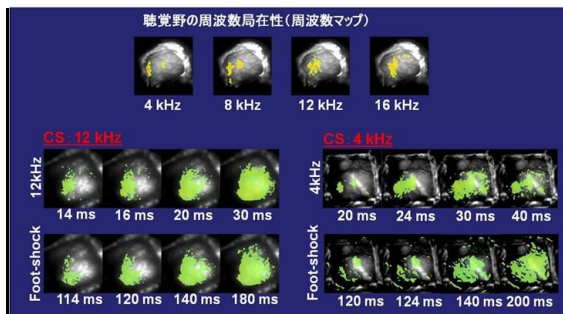 聴覚野の周波数局在性(周波数マップ)
4 kHz 8 kHz 12 kHz 16 kHz
CS : 12 kHz
12kHz
14 ms 16 ms 20 ms 30 ms
Foot-shock
114 ms 120 ms 140 ms 180 ms
CS : 4 kHz
4kHz
20 ms 24 ms 30 ms 40 ms
Foot-shock
120 ms 124 ms 140 ms 200 ms